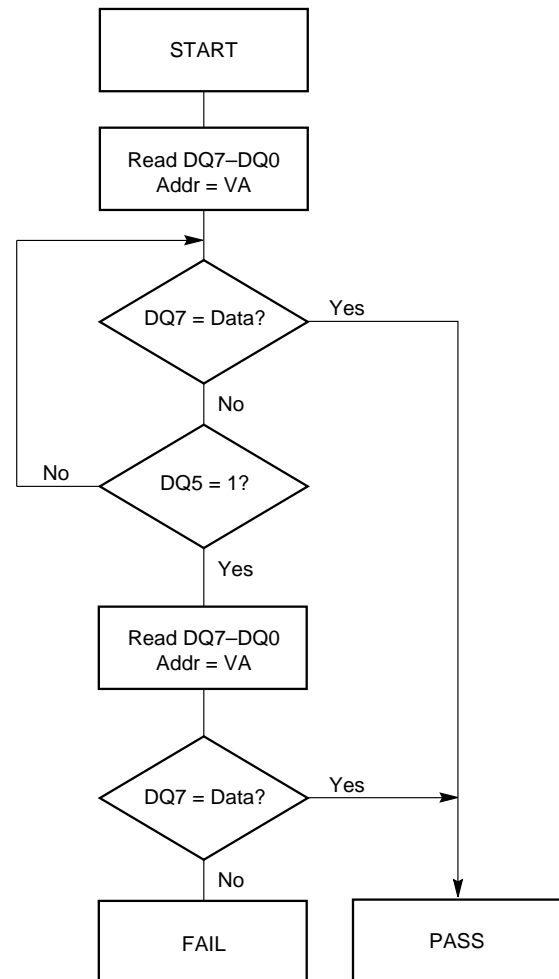 START
Read DQ7–DQ0
Addr = VA
DQ7 = Data?
Yes
No
No
DQ5 = 1?
Yes
Read DQ7–DQ0
Addr = VA
DQ7 = Data?
Yes
No
FAIL
PASS